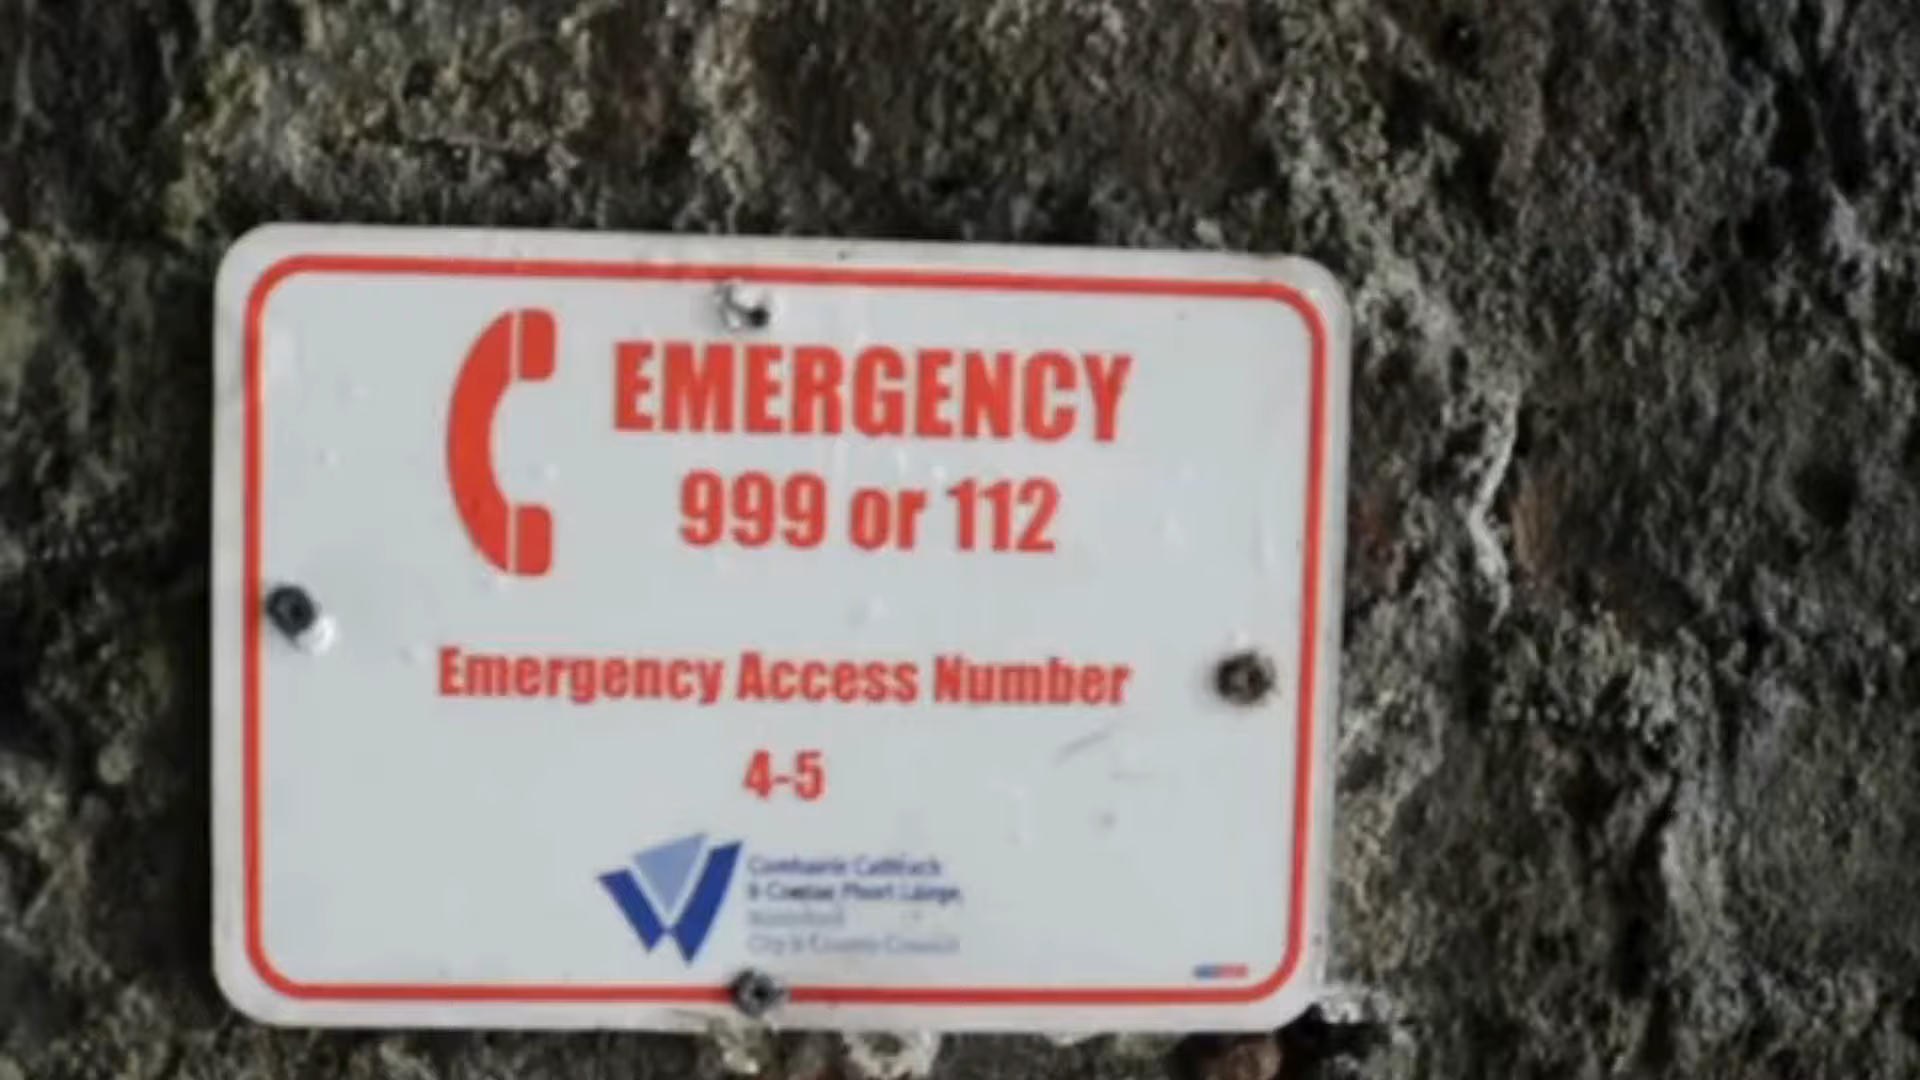 EMERGENCY
999 or 112
Emergency Access Number
4-5
Comhairle Cathrach
& Contae Phort Láirge
Waterford
City & County Council